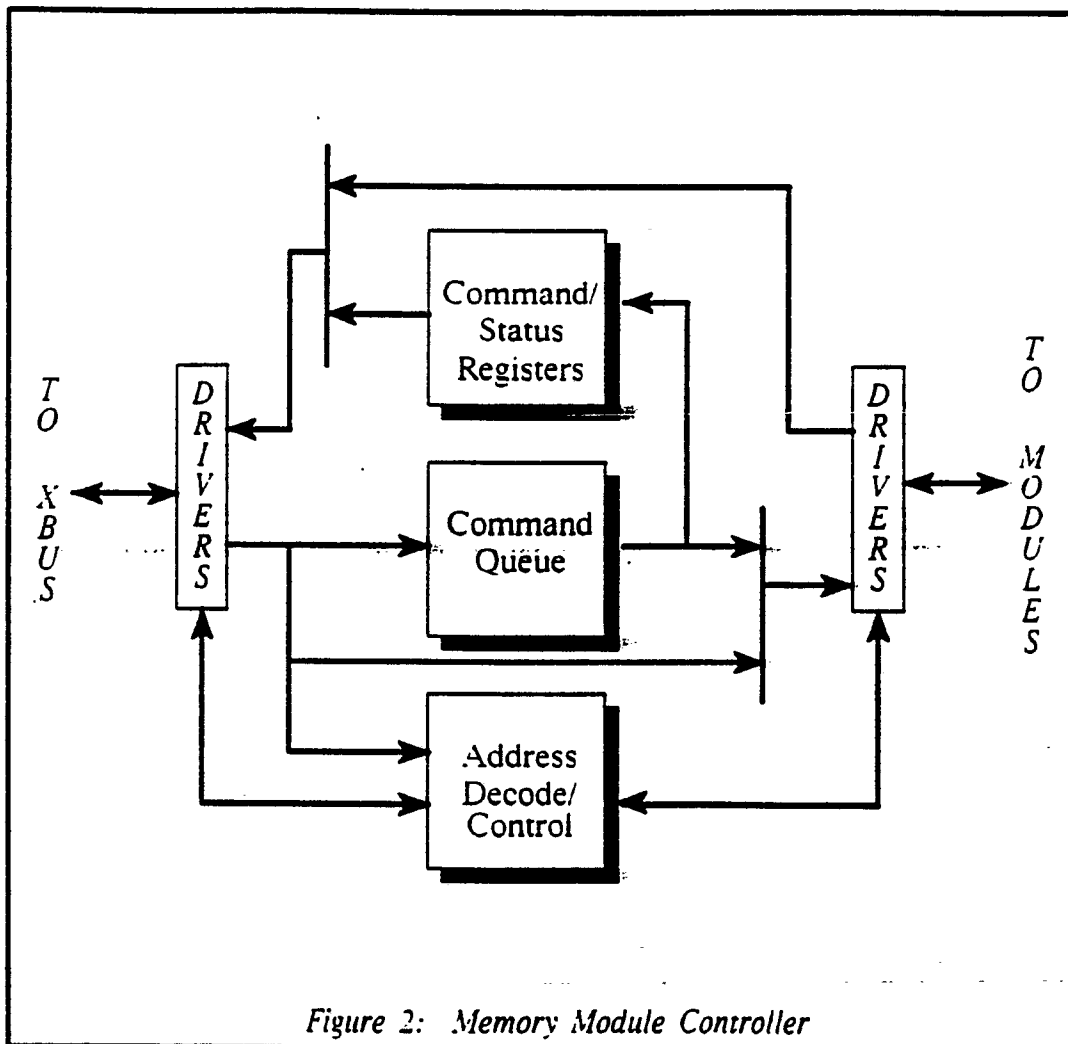 Command/
Status
Registers
TO XBUS
DRIVERS
Command
Queue
DRIVERS
TO MODULES
Address
Decode/
Control
Figure 2: Memory Module Controller